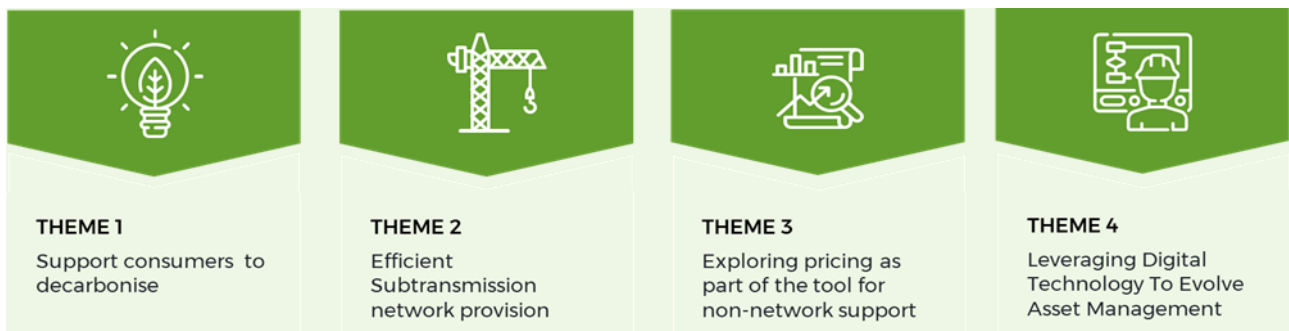 THEME 1
Support consumers to
decarbonise
THEME 2
Efficient
Subtransmission
network provision
THEME 3
Exploring pricing as
part of the tool for
non-network support
THEME 4
Leveraging Digital
Technology To Evolve
Asset Management